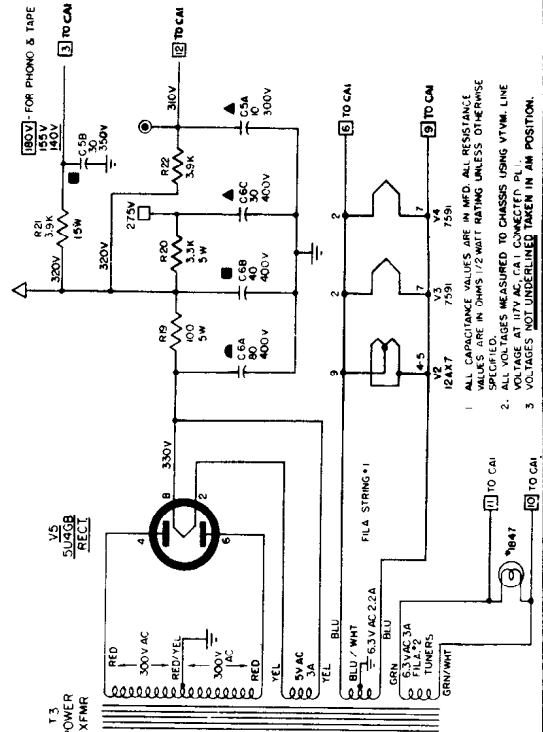 T3
POWER
XFMR
RED
300V AC
RED/YEL
300V
AC
RED
YEL
5V AC
3A
YEL
BLU
BLU / WHT
6.3V AC 2.2A
BLU
GRN
6.3V AC 3A
FILA. #2
TUNERS
GRN/WHT
V5
5U4GB
RECT.
4
8
2
6
330V
R19
100
5W
C6A
80
400V
320V
320V
R21
3.9K
15W
180V - FOR PHONO & TAPE
155V
140V
3 TO CA1
C5B
30
350V
275V
R20
3.3K
5W
C6B
40
400V
C6C
30
400V
R22
3.9K
310V
12 TO CA1
C5A
10
300V
FILA STRING #1
9
4-5
V2
12AX7
2
7
V3
7591
2
7
V4
7591
6 TO CA1
9 TO CA1
#1847
11 TO CA1
10 TO CA1
1 ALL CAPACITANCE VALUES ARE IN MFD. ALL RESISTANCE
VALUES ARE IN OHMS 1/2 WATT RATING UNLESS OTHERWISE
SPECIFIED.
2. ALL VOLTAGES MEASURED TO CHASSIS USING VTVM. LINE
VOLTAGE AT 117V AC, CA1 CONNECTED PL1.
3 VOLTAGES NOT UNDERLINED TAKEN IN AM POSITION.